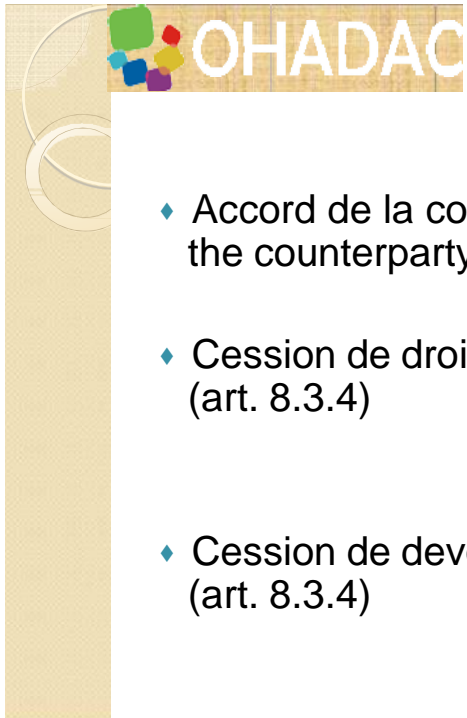 OHADAC
Accord de la co
the counterparty
Cession de droi
(art. 8.3.4)
Cession de dev
(art. 8.3.4)